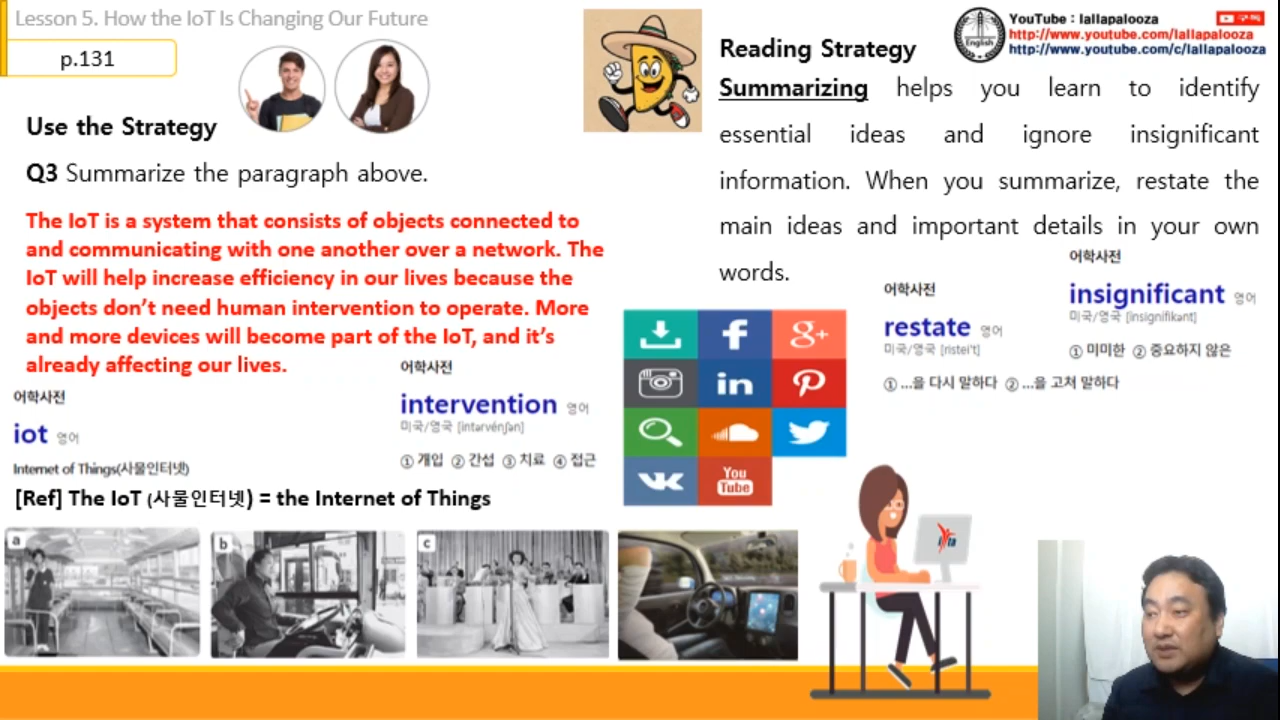 Lesson 5. How the IoT Is Changing Our Future
p.131
Use the Strategy
Q3 Summarize the paragraph above.
The IoT is a system that consists of objects connected to
and communicating with one another over a network. The
IoT will help increase efficiency in our lives because the
objects don't need human intervention to operate. More
and more devices will become part of the IoT, and it's
already affecting our lives.
어학사전
iot 영어
Internet of Things(사물인터넷)
어학사전
intervention 영어
미국/영국 [ìntərvénʃən]
① 개입 ② 간섭 ③ 치료 ④ 접근
[Ref] The IoT (사물인터넷) = the Internet of Things
a
b
c
YouTube : lallapalooza
구독
http://www.youtube.com/lallapalooza
http://www.youtube.com/c/lallapalooza
English
Reading Strategy
Summarizing helps you learn to identify
essential ideas and ignore insignificant
information. When you summarize, restate the
main ideas and important details in your own
words.
어학사전
restate 영어
미국/영국 [ristei't]
① …을 다시 말하다 ② …을 고쳐 말하다
어학사전
insignificant 영어
미국/영국 [ìnsignífikənt]
① 미미한 ② 중요하지 않은
f
g+
in
VK
You
Tube